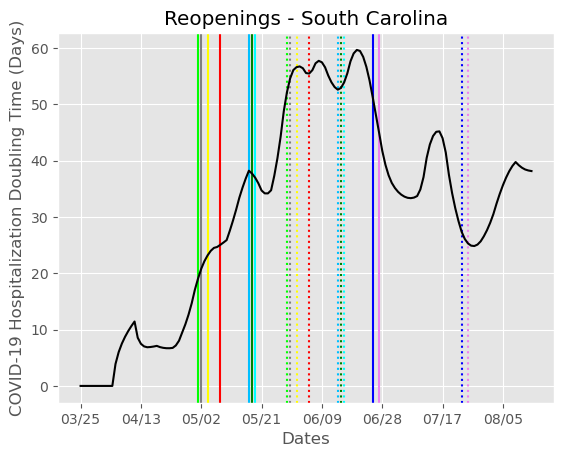 Reopenings - South Carolina
COVID-19 Hospitalization Doubling Time (Days)
60
50
40
30
20
10
0
03/25 04/13 05/02 05/21 06/09 06/28 07/17 08/05
Dates